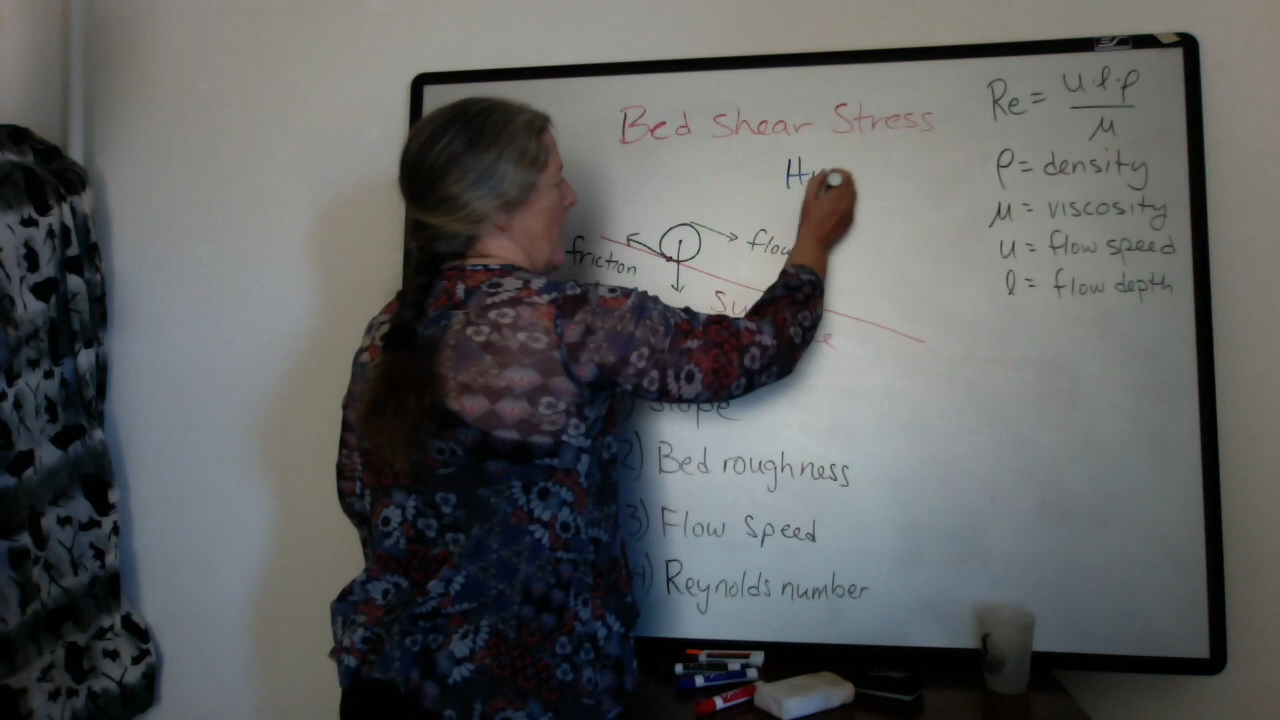 Bed Shear Stress
friction
flow
Slope
2) Bed roughness
3) Flow Speed
Reynolds number
Re = u·l·ρ / μ
ρ = density
μ = viscosity
u = flow speed
l = flow depth